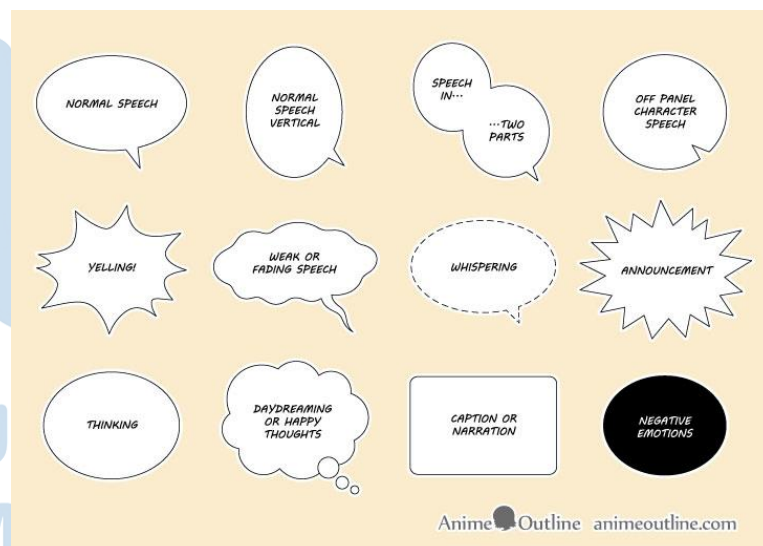 NORMAL SPEECH
NORMAL
SPEECH
VERTICAL
SPEECH
IN...
...TWO
PARTS
OFF PANEL
CHARACTER
SPEECH
YELLING!
WEAK OR
FADING SPEECH
WHISPERING
ANNOUNCEMENT
THINKING
DAYDREAMING
OR HAPPY
THOUGHTS
CAPTION OR
NARRATION
NEGATIVE
EMOTIONS
Anime Outline animeoutline.com